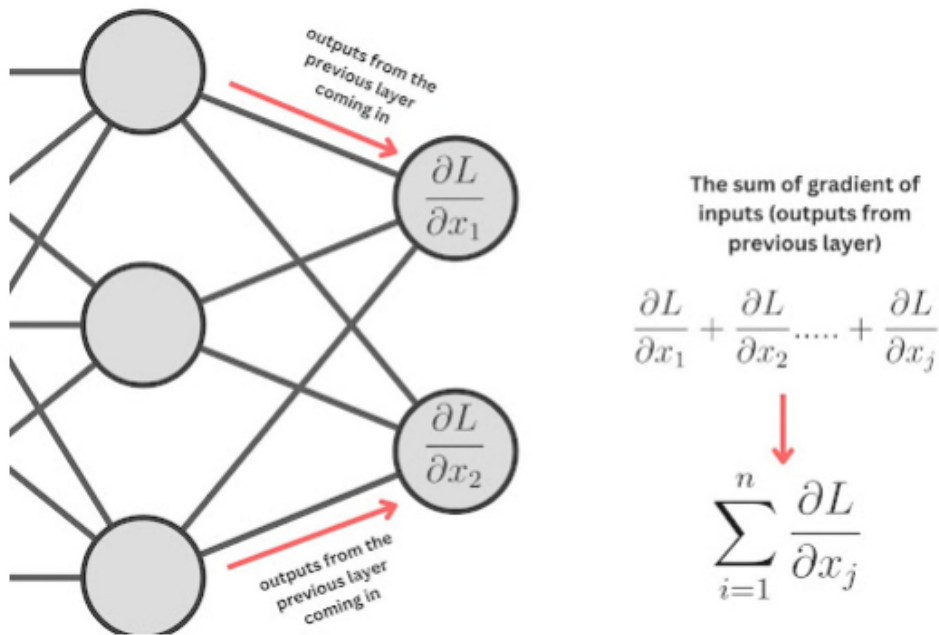 outputs from the
previous layer
coming in
∂L
∂x₁
∂L
∂x₂
outputs from the
previous layer
coming in
The sum of gradient of
inputs (outputs from
previous layer)
∂L/∂x₁ + ∂L/∂x₂ ..... + ∂L/∂xⱼ
n
∑ ∂L/∂xⱼ
i=1